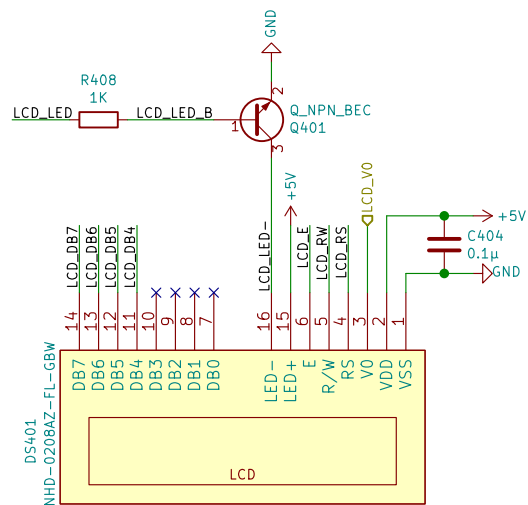 GND
R408
1K
LCD_LED
LCD_LED_B
1
2
3
Q_NPN_BEC
Q401
LCD_DB7
LCD_DB6
LCD_DB5
LCD_DB4
LCD_LED-
+5V
LCD_E
LCD_RW
LCD_RS
LCD_V0
+5V
C404
0.1µ
GND
14
13
12
11
10
9
8
7
16
15
6
5
4
3
2
1
DB7
DB6
DB5
DB4
DB3
DB2
DB1
DB0
LED-
LED+
E
R/W
RS
V0
VDD
VSS
DS401
NHD-0208AZ-FL-GBW
LCD